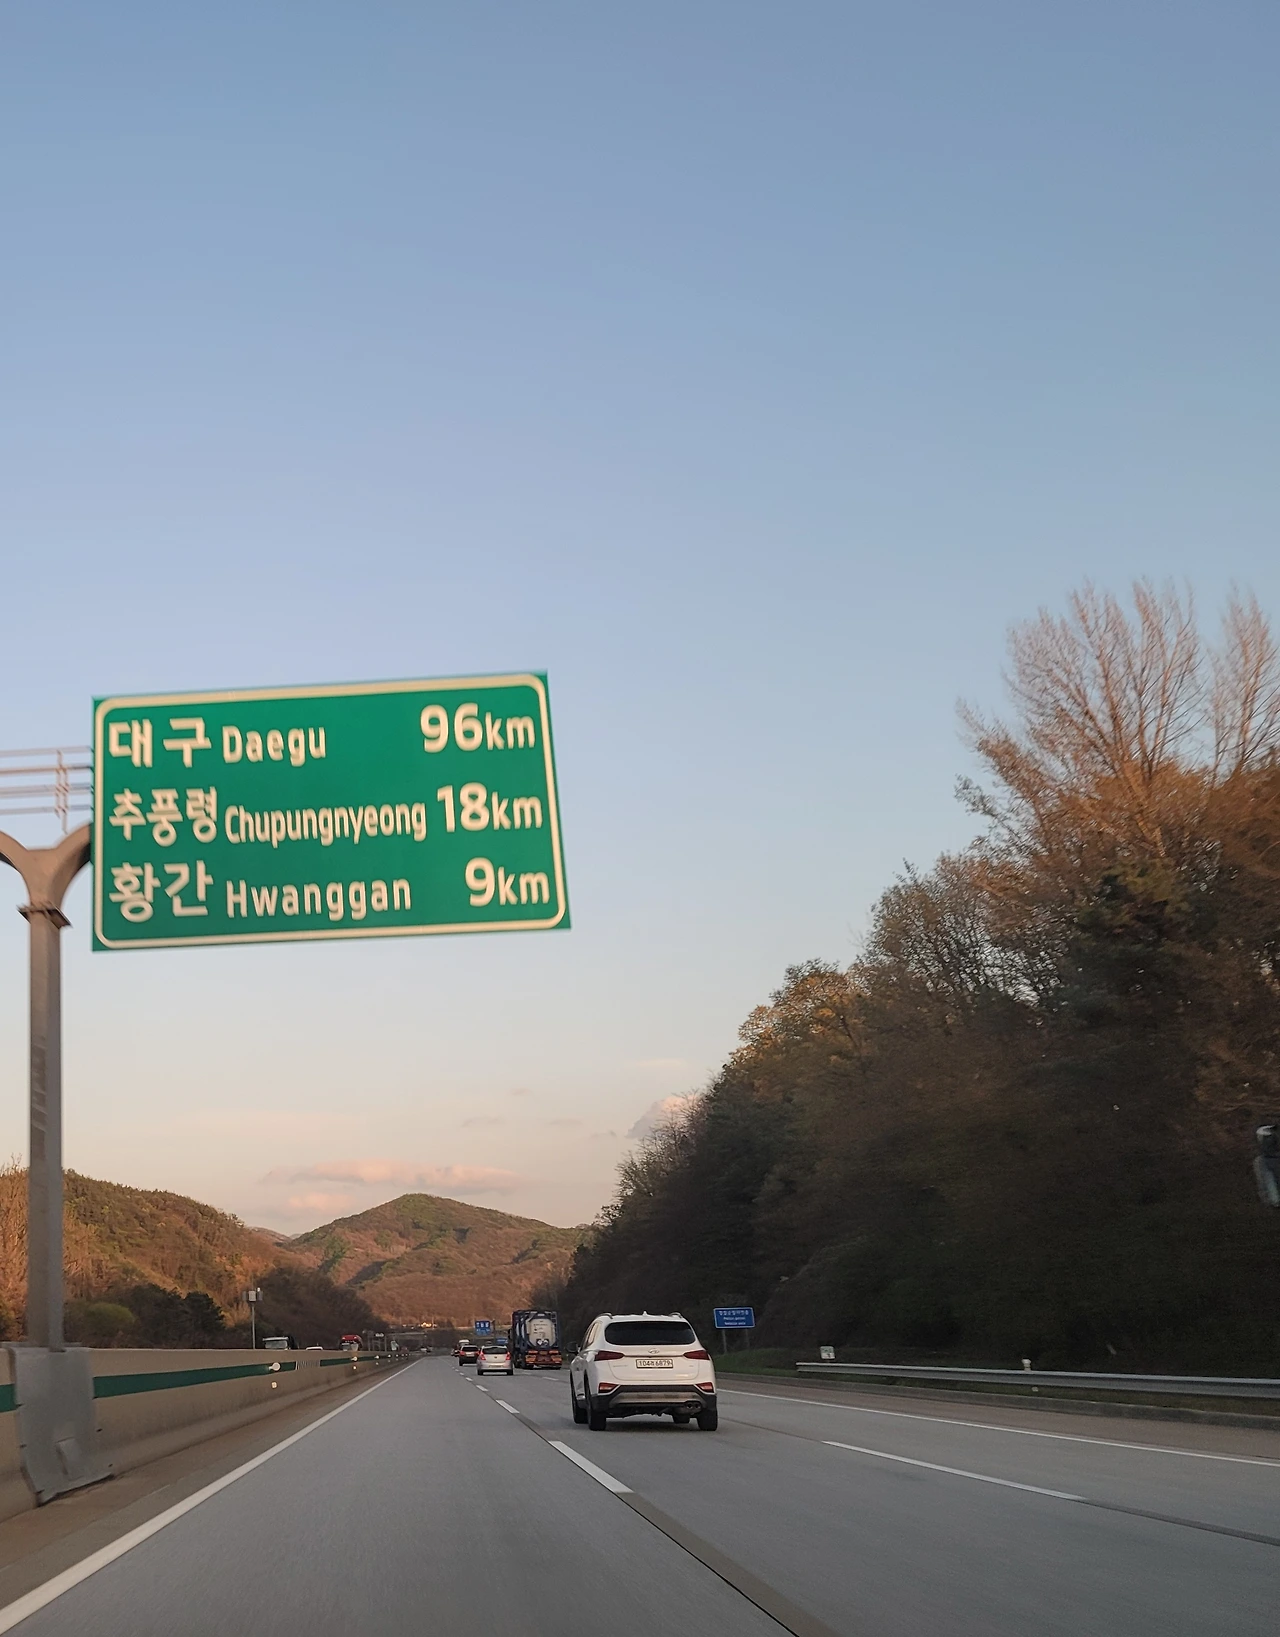 대구 Daegu 96km
추풍령 Chupungnyeong 18km
황간 Hwanggan 9km